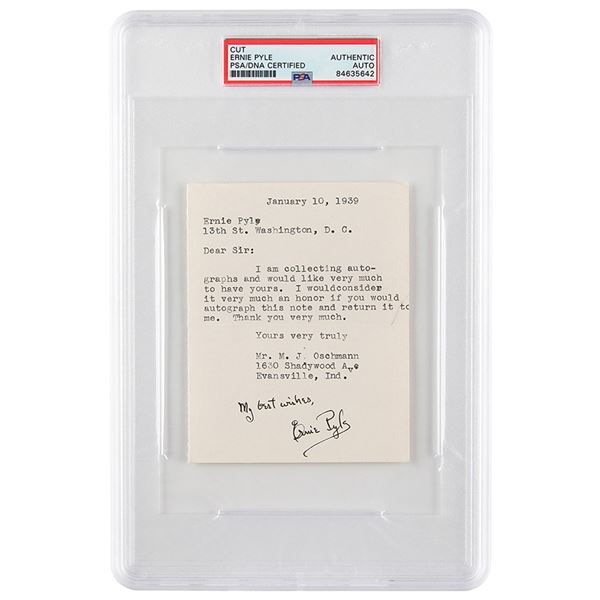 CUT
ERNIE PYLE
PSA/DNA CERTIFIED
AUTHENTIC
AUTO
84635642
PSA
January 10, 1939
Ernie Pyle
13th St. Washington, D. C.
Dear Sir:
I am collecting auto-
graphs and would like very much
to have yours. I wouldconsider
it very much an honor if you would
autograph this note and return it to
me. Thank you very much.
Yours very truly
Mr. M. J. Oschmann
1630 Shadywood Ave
Evansville, Ind.
My best wishes,
Ernie Pyle